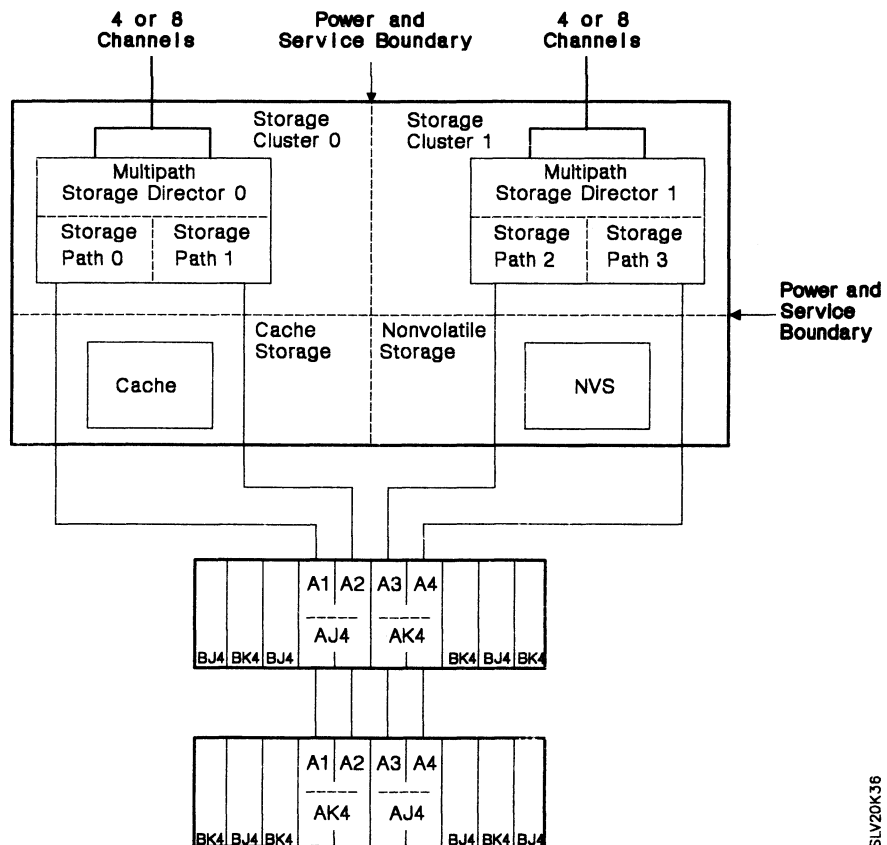 4 or 8
Channels
Power and
Service Boundary
4 or 8
Channels
Storage
Cluster 0
Storage
Cluster 1
Multipath
Storage Director 0
Multipath
Storage Director 1
Storage
Path 0
Storage
Path 1
Storage
Path 2
Storage
Path 3
Power and
Service
Boundary
Cache
Storage
Nonvolatile
Storage
Cache
NVS
A1 A2 A3 A4
AJ4 AK4
BJ4 BK4 BJ4 BK4 BJ4 BK4
A1 A2 A3 A4
AK4 AJ4
BK4 BJ4 BK4 BJ4 BK4 BJ4
SLV20K36